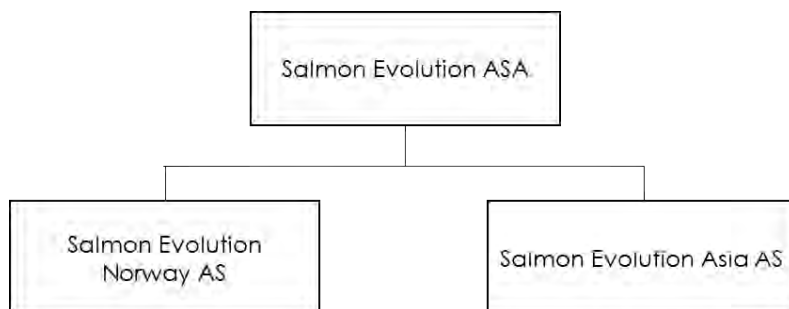 Salmon Evolution ASA
Salmon Evolution
Norway AS
Salmon Evolution Asia AS